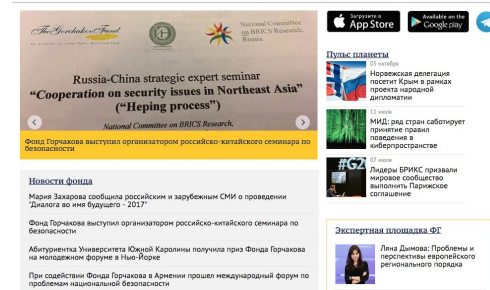 The Gorchakov Fund
The Alexander Gorchakov Public Diplomacy Fund
National Committee
on BRICS Research,
Russia
Russia-China strategic expert seminar
“Cooperation on security issues in Northeast Asia”
(“Heping process”)
National Committee on BRICS Research,
Фонд Горчакова выступил организатором российско-китайского семинара по
безопасности
Новости фонда
Мария Захарова сообщила российским и зарубежным СМИ о проведении
"Диалога во имя будущего - 2017"
Фонд Горчакова выступил организатором российско-китайского семинара по
безопасности
Абитуриентка Университета Южной Каролины получила приз Фонда Горчакова
на молодежном форуме в Нью-Йорке
При содействии Фонда Горчакова в Армении прошел международный форум по
проблемам национальной безопасности
Загрузите в
App Store
Available on the
Google play
Пульс планеты
05 октября
Норвежская делегация
посетит Крым в рамках
проекта народной
дипломатии
11 июля
МИД: ряд стран саботирует
принятие правил
поведения в
киберпространстве
07 июля
Лидеры БРИКС призвали
мировое сообщество
выполнить Парижское
соглашение
#G2
Экспертная площадка ФГ
Ляна Дымова: Проблемы и
перспективы европейского
регионального порядка